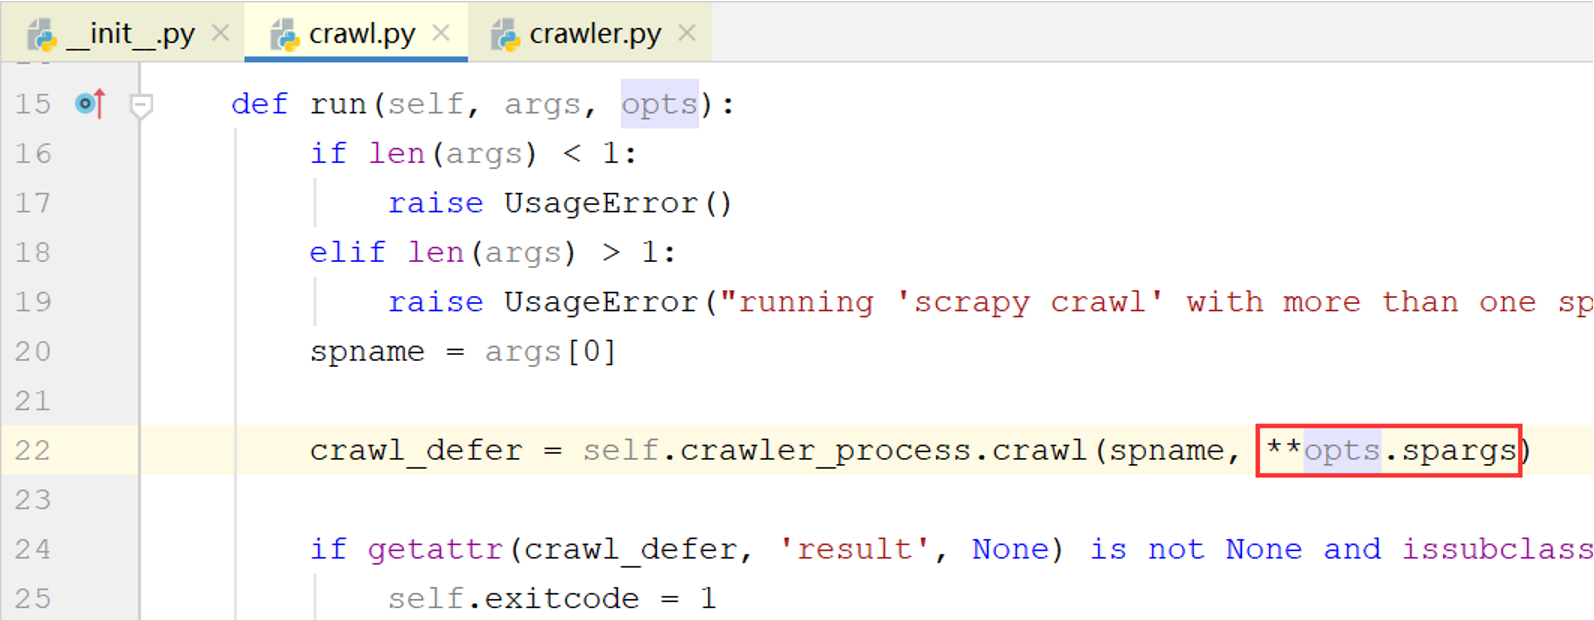 __init__.py crawl.py crawler.py
15 def run(self, args, opts):
16 if len(args) < 1:
17 raise UsageError()
18 elif len(args) > 1:
19 raise UsageError("running 'scrapy crawl' with more than one sp
20 spname = args[0]
21
22 crawl_defer = self.crawler_process.crawl(spname, **opts.spargs)
23
24 if getattr(crawl_defer, 'result', None) is not None and issubclass
25 self.exitcode = 1